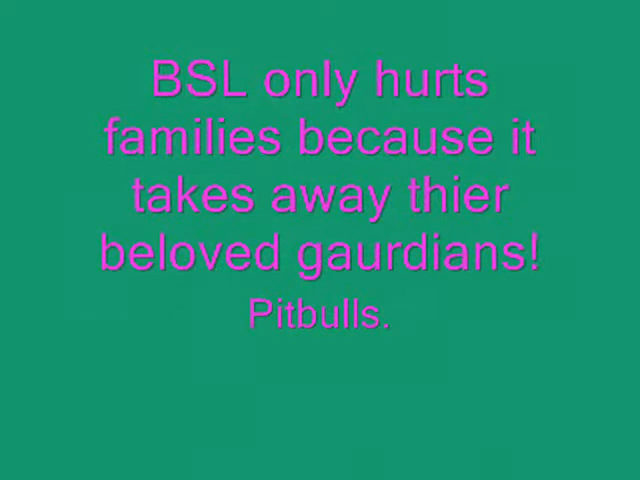 BSL only hurts
families because it
takes away thier
beloved gaurdians!
Pitbulls.